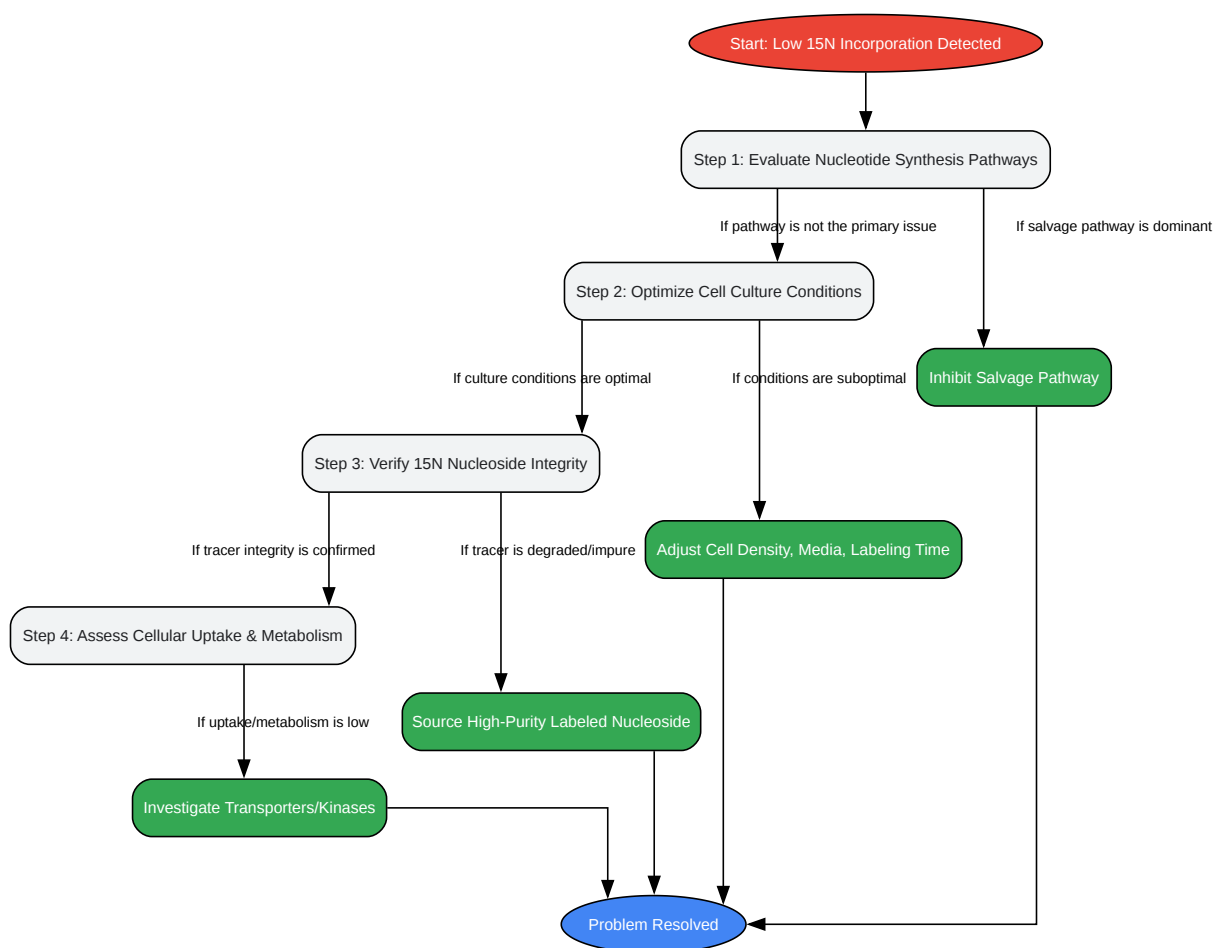 Start: Low 15N Incorporation Detected
Step 1: Evaluate Nucleotide Synthesis Pathways
If pathway is not the primary issue
If salvage pathway is dominant
Step 2: Optimize Cell Culture Conditions
If culture conditions are optimal
If conditions are suboptimal
Inhibit Salvage Pathway
Step 3: Verify 15N Nucleoside Integrity
If tracer integrity is confirmed
If tracer is degraded/impure
Adjust Cell Density, Media, Labeling Time
Step 4: Assess Cellular Uptake & Metabolism
If uptake/metabolism is low
Source High-Purity Labeled Nucleoside
Investigate Transporters/Kinases
Problem Resolved